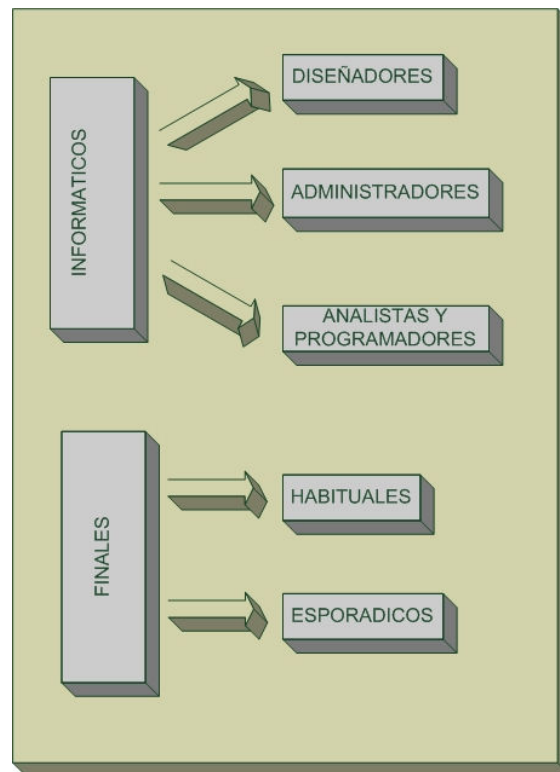 INFORMATICOS
DISEÑADORES
ADMINISTRADORES
ANALISTAS Y
PROGRAMADORES
FINALES
HABITUALES
ESPORADICOS